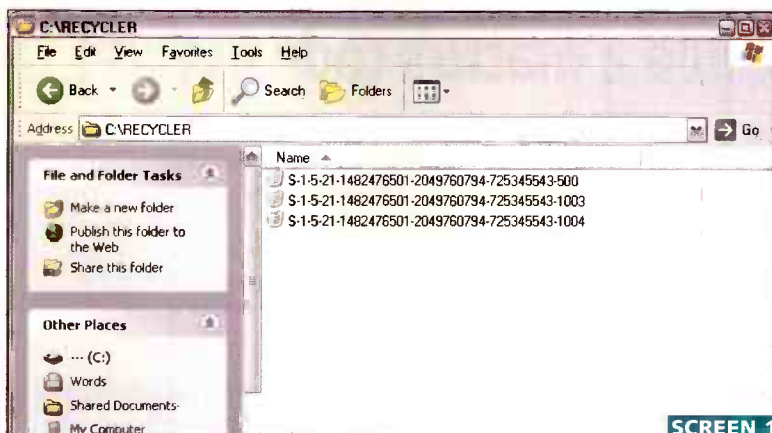 C:\RECYCLER
File Edit View Favorites Tools Help
Back Search Folders
Address C:\RECYCLER Go
File and Folder Tasks
Make a new folder
Publish this folder to
the Web
Share this folder
Other Places
--- (C:)
Words
Shared Documents
My Computer
Name
S-1-5-21-1482476501-2049760794-725345543-500
S-1-5-21-1482476501-2049760794-725345543-1003
S-1-5-21-1482476501-2049760794-725345543-1004
SCREEN 1